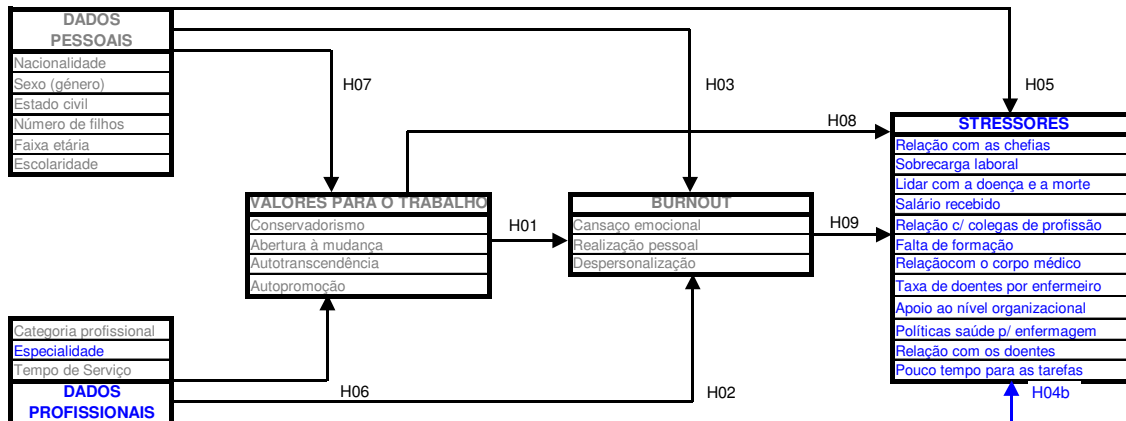 DADOS
PESSOAIS
Nacionalidade
Sexo (género)
Estado civil
Número de filhos
Faixa etária
Escolaridade
H07
H03
H05
H08
STRESSORES
Relação com as chefias
Sobrecarga laboral
Lidar com a doença e a morte
Salário recebido
Relação c/ colegas de profissão
Falta de formação
Relaçãocom o corpo médico
Taxa de doentes por enfermeiro
Apoio ao nível organizacional
Políticas saúde p/ enfermagem
Relação com os doentes
Pouco tempo para as tarefas
VALORES PARA O TRABALHO
Conservadorismo
Abertura à mudança
Autotranscendência
Autopromoção
H01
BURNOUT
Cansaço emocional
Realização pessoal
Despersonalização
H09
Categoria profissional
Especialidade
Tempo de Serviço
DADOS
PROFISSIONAIS
H06
H02
H04b